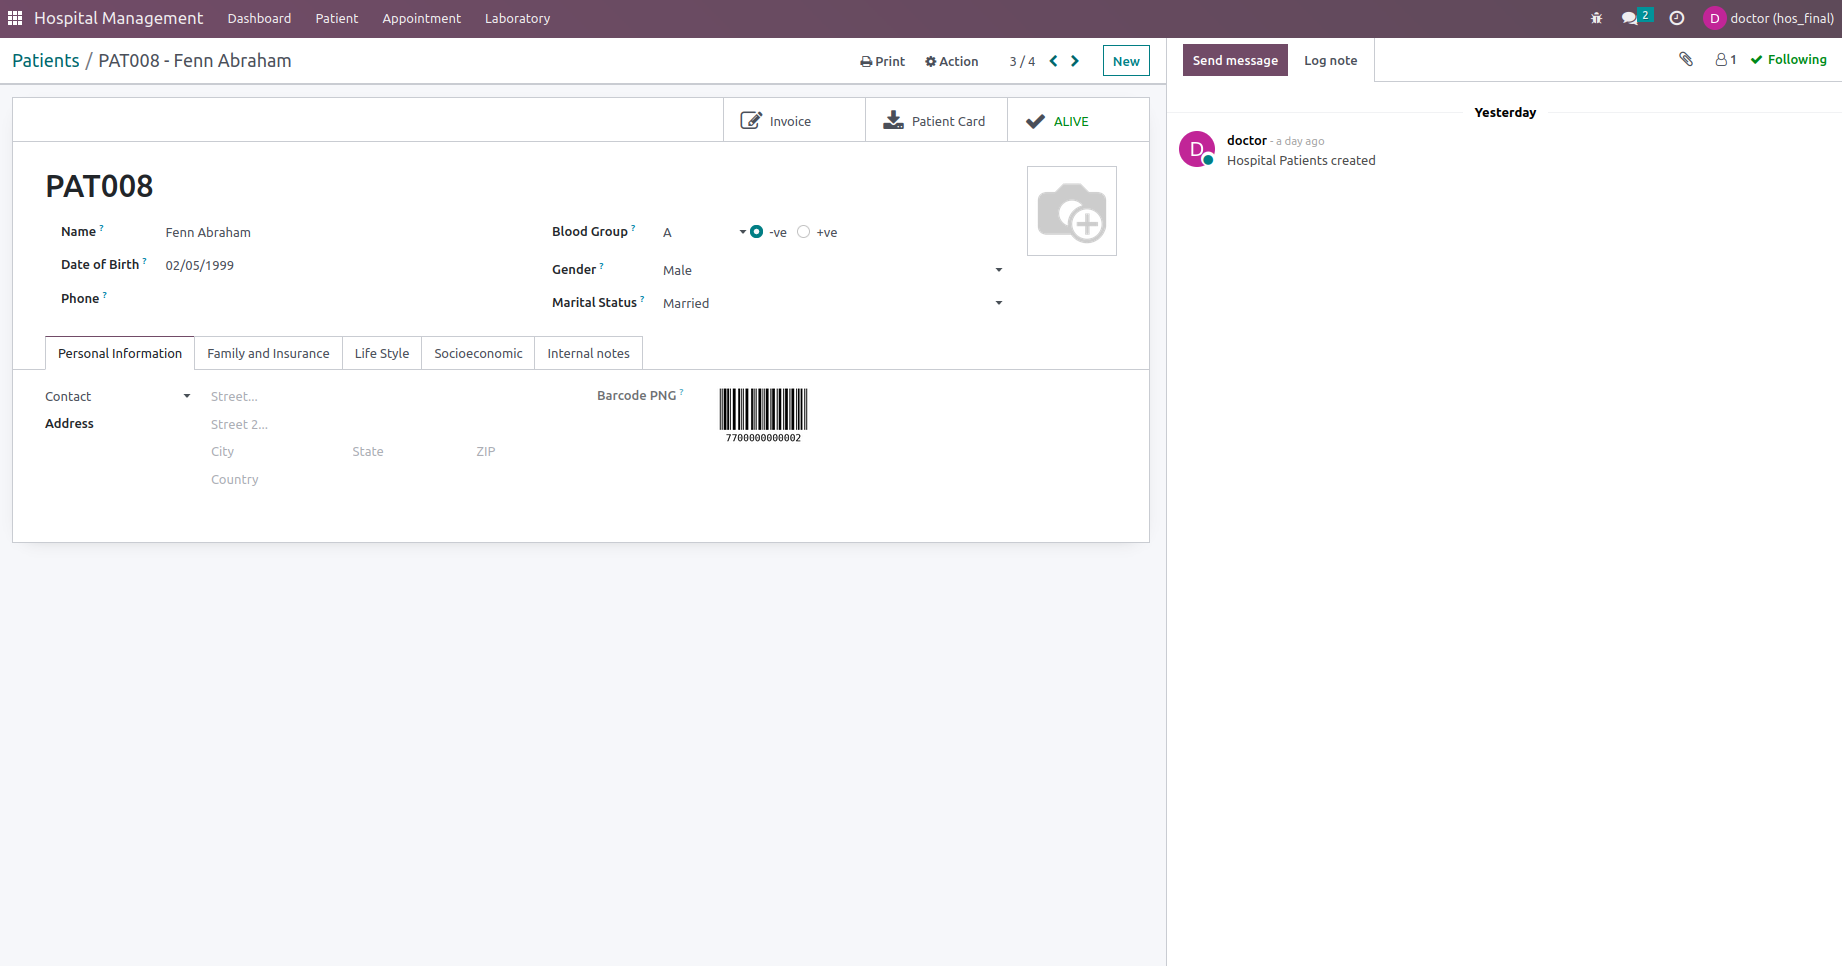 Hospital Management Dashboard Patient Appointment Laboratory 2 D doctor (hos_final)
Patients / PAT008 - Fenn Abraham Print Action 3 / 4 New
Send message Log note 1 Following
Invoice Patient Card ALIVE
Yesterday
D doctor - a day ago
Hospital Patients created
PAT008
Name ? Fenn Abraham Blood Group ? A -ve +ve
Date of Birth ? 02/05/1999 Gender ? Male
Phone ? Marital Status ? Married
Personal Information Family and Insurance Life Style Socioeconomic Internal notes
Contact Street... Barcode PNG ?
Address Street 2...
7700000000002
City State ZIP
Country